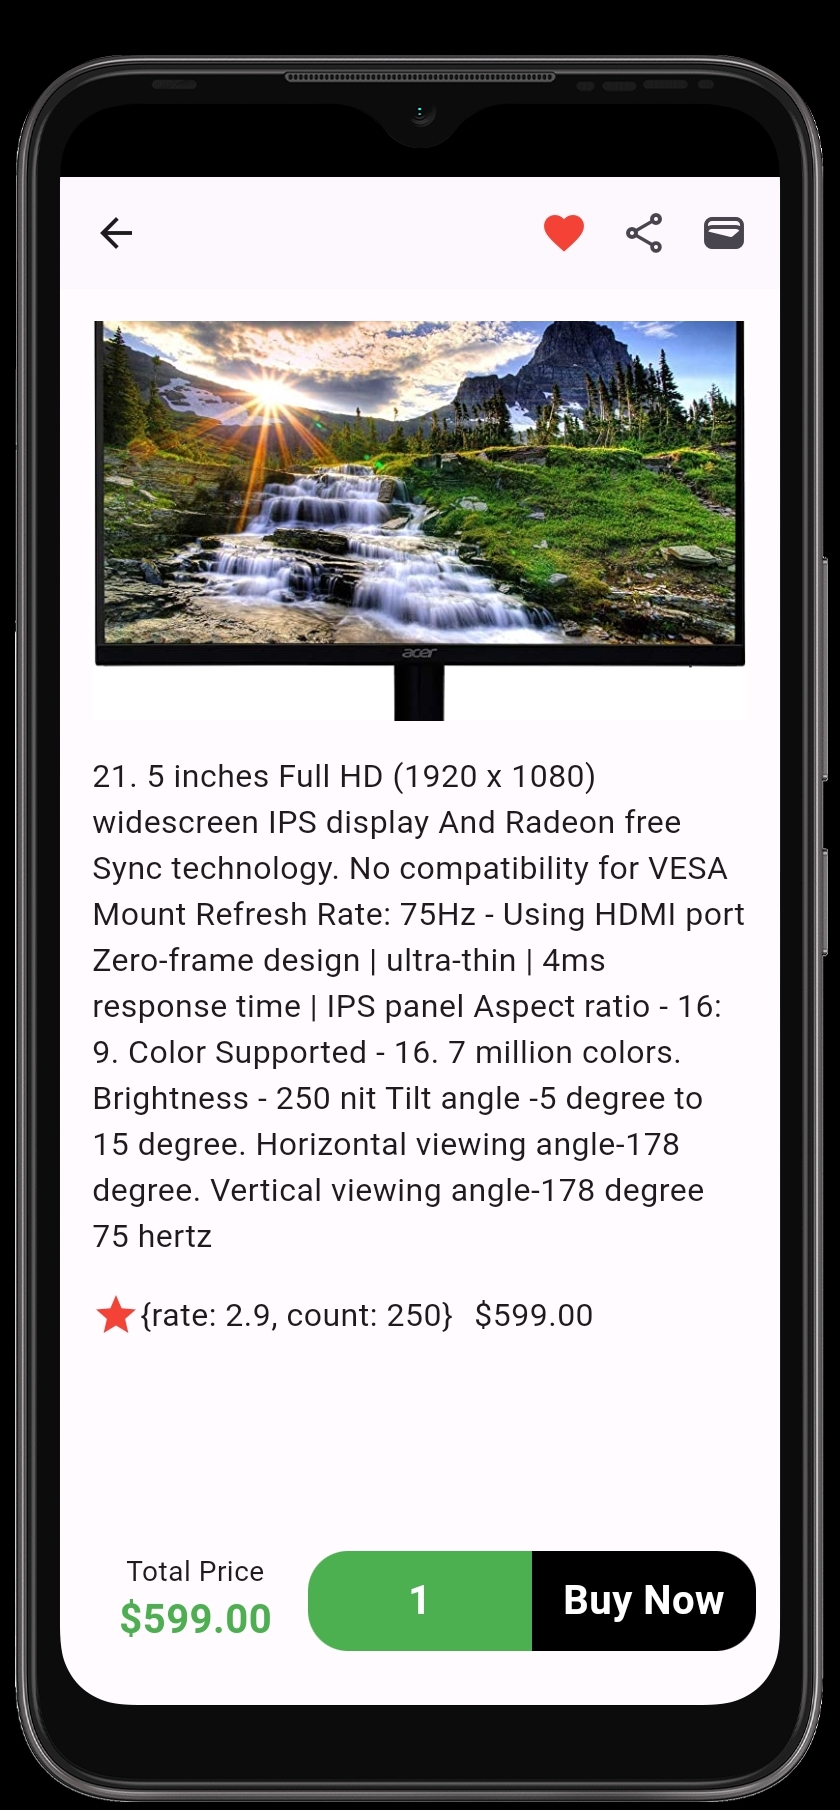 acer
21. 5 inches Full HD (1920 x 1080)
widescreen IPS display And Radeon free
Sync technology. No compatibility for VESA
Mount Refresh Rate: 75Hz - Using HDMI port
Zero-frame design | ultra-thin | 4ms
response time | IPS panel Aspect ratio - 16:
9. Color Supported - 16. 7 million colors.
Brightness - 250 nit Tilt angle -5 degree to
15 degree. Horizontal viewing angle-178
degree. Vertical viewing angle-178 degree
75 hertz
{rate: 2.9, count: 250} $599.00
Total Price
$599.00
1 Buy Now